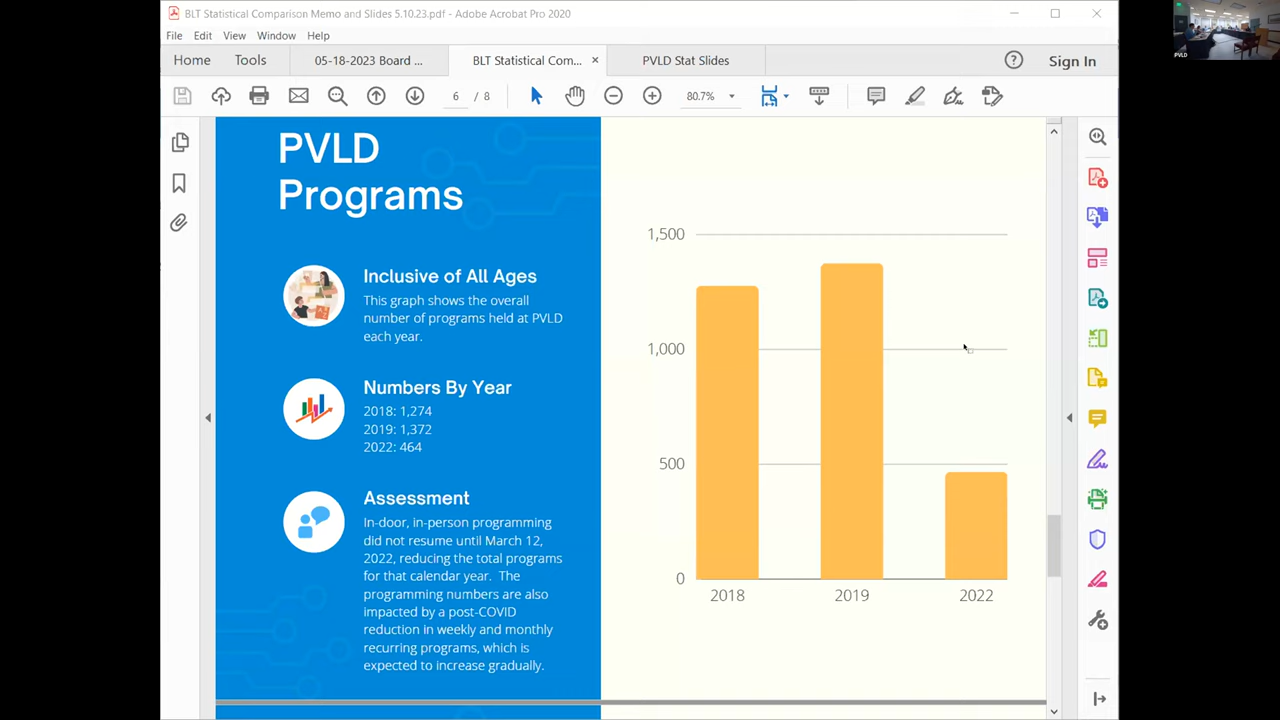 BLT Statistical Comparison Memo and Slides 5.10.23.pdf - Adobe Acrobat Pro 2020
File Edit View Window Help
Home Tools 05-18-2023 Board ... BLT Statistical Com... × PVLD Stat Slides Sign In
6 / 8 80.7%
PVLD
Programs
Inclusive of All Ages
This graph shows the overall
number of programs held at PVLD
each year.
Numbers By Year
2018: 1,274
2019: 1,372
2022: 464
Assessment
In-door, in-person programming
did not resume until March 12,
2022, reducing the total programs
for that calendar year. The
programming numbers are also
impacted by a post-COVID
reduction in weekly and monthly
recurring programs, which is
expected to increase gradually.
1,500
1,000
500
0
2018 2019 2022
PVLD